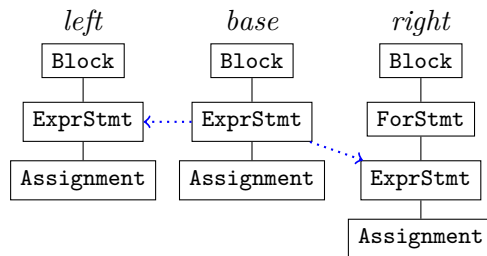 left base right
Block Block Block
ExprStmt ExprStmt ForStmt
Assignment Assignment ExprStmt
Assignment